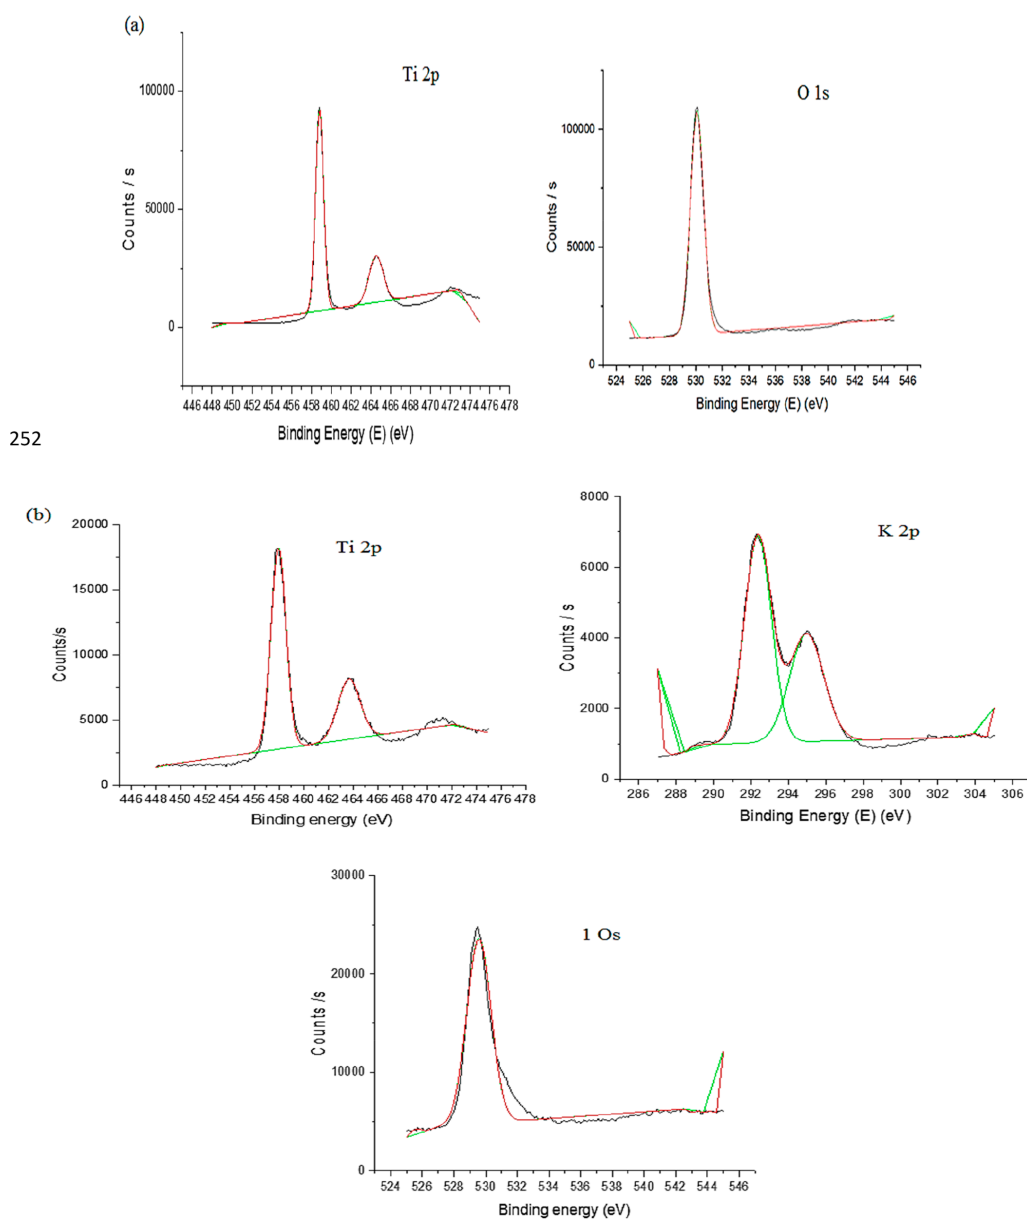 (a)
Ti 2p
100000
50000
0
Counts / s
446 448 450 452 454 456 458 460 462 464 466 468 470 472 474 476 478
Binding Energy (E) (eV)
O 1s
100000
50000
0
Counts / s
524 526 528 530 532 534 536 538 540 542 544 546
Binding Energy (E) (eV)
252
(b)
Ti 2p
20000
15000
10000
5000
0
Counts/s
446 448 450 452 454 456 458 460 462 464 466 468 470 472 474 476 478
Binding energy (eV)
K 2p
8000
6000
4000
2000
0
Counts / s
286 288 290 292 294 296 298 300 302 304 306
Binding Energy (E) (eV)
1 Os
30000
20000
10000
0
Counts /s
524 526 528 530 532 534 536 538 540 542 544 546
Binding energy (eV)